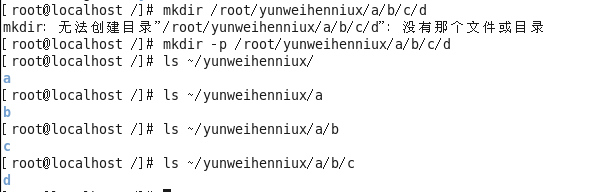 [ root@localhost /]# mkdir /root/yunweihenniux/a/b/c/d
mkdir: 无法创建目录"/root/yunweihenniux/a/b/c/d": 没有那个文件或目录
[ root@localhost /]# mkdir -p /root/yunweihenniux/a/b/c/d
[ root@localhost /]# ls ~/yunweihenniux/
a
[ root@localhost /]# ls ~/yunweihenniux/a
b
[ root@localhost /]# ls ~/yunweihenniux/a/b
c
[ root@localhost /]# ls ~/yunweihenniux/a/b/c
d